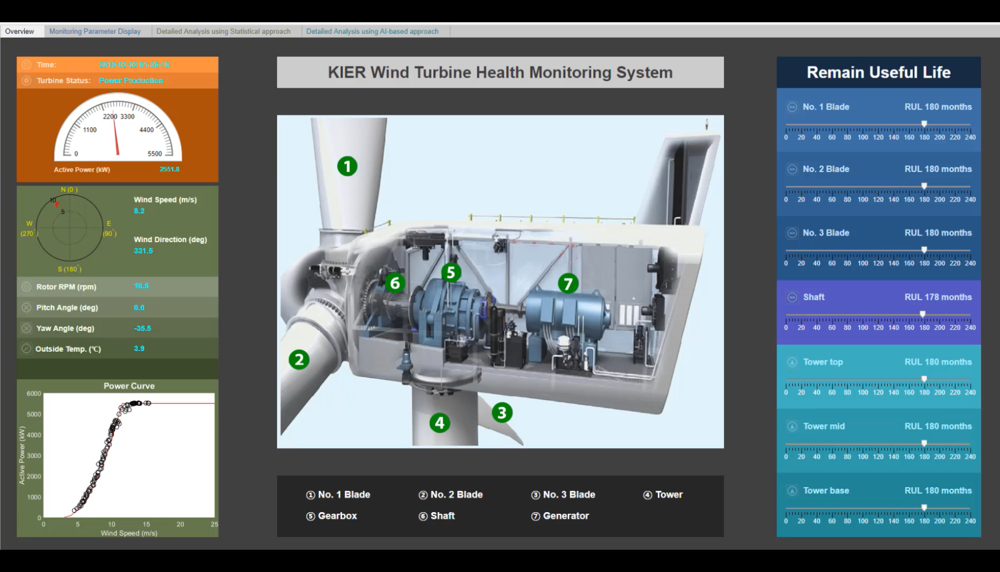 Overview
Monitoring Parameter Display
Detailed Analysis using Statistical approach
Detailed Analysis using AI-based approach
Time:
Turbine Status: Power Production
0 1100 2200 3300 4400 5500
Active Power (kW) 2551.8
N (0 )
10
5
W
(270°)
E
(90°)
S (180°)
Wind Speed (m/s)
8.2
Wind Direction (deg)
331.5
Rotor RPM (rpm) 10.5
Pitch Angle (deg) 0.0
Yaw Angle (deg) -35.5
Outside Temp. (℃) 3.9
Power Curve
6000
5000
4000
3000
2000
1000
0
0 5 10 15 20 25
Active Power (kW)
Wind Speed (m/s)
KIER Wind Turbine Health Monitoring System
1
2
3
4
5
6
7
① No. 1 Blade ② No. 2 Blade ③ No. 3 Blade ④ Tower
⑤ Gearbox ⑥ Shaft ⑦ Generator
Remain Useful Life
No. 1 Blade RUL 180 months
0 20 40 60 80 100 120 140 160 180 200 220 240
No. 2 Blade RUL 180 months
0 20 40 60 80 100 120 140 160 180 200 220 240
No. 3 Blade RUL 180 months
0 20 40 60 80 100 120 140 160 180 200 220 240
Shaft RUL 178 months
0 20 40 60 80 100 120 140 160 180 200 220 240
Tower top RUL 180 months
0 20 40 60 80 100 120 140 160 180 200 220 240
Tower mid RUL 180 months
0 20 40 60 80 100 120 140 160 180 200 220 240
Tower base RUL 180 months
0 20 40 60 80 100 120 140 160 180 200 220 240